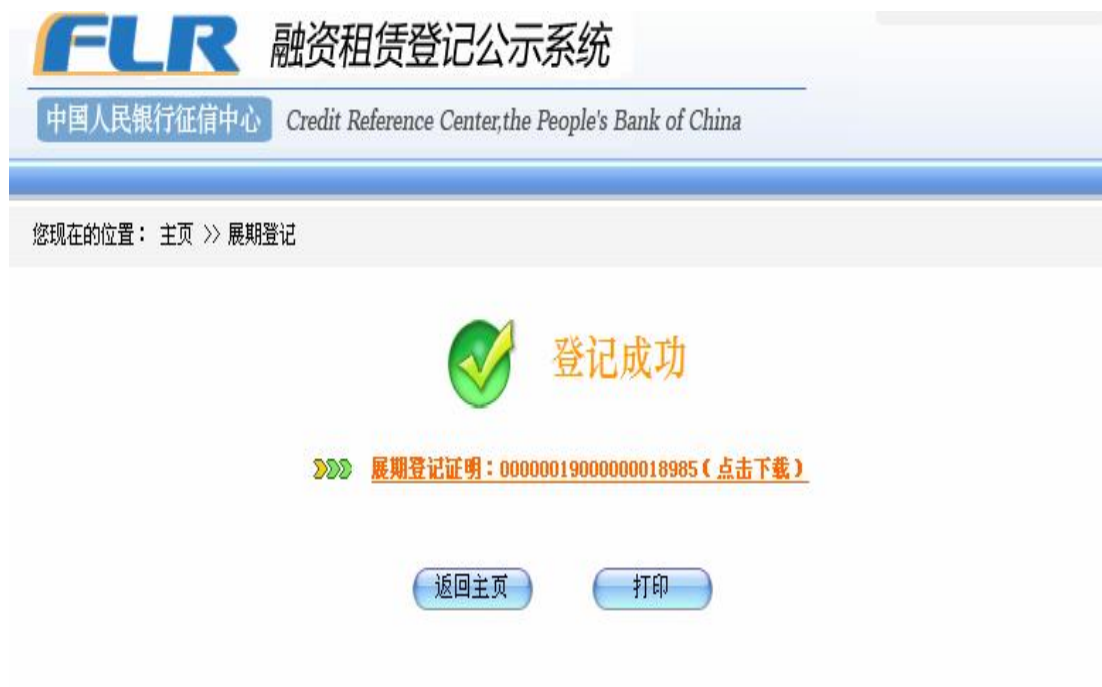 FLR 融资租赁登记公示系统
中国人民银行征信中心 Credit Reference Center,the People's Bank of China
您现在的位置： 主页 >> 展期登记
登记成功
展期登记证明：00000019000000018985（点击下载）
返回主页 打印